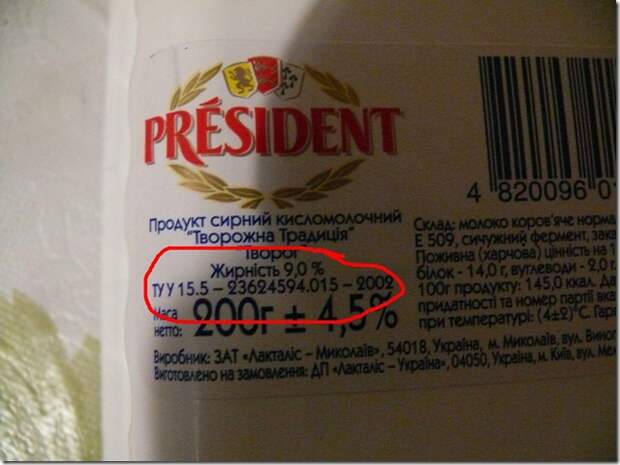 PRÉSIDENT
4 820096 0
Продукт сирний кисломолочний
"Творожна Традиція"
Творог
Жирність 9,0 %
ТУ У 15.5 – 23624594.015 – 2002
Маса нетто: 200г ± 4,5%
Виробник: ЗАТ «Лакталіс – Миколаїв», 54018, Україна, м. Миколаїв, вул.
Виготовлено на замовлення: ДП «Лакталіс – Україна», 04050, Україна, м. Київ, вул.
Склад: молоко коров'яче
Е 509, сичужний фермент,
Поживна (харчова) цінність на 1
білок - 14,0 г, вуглеводи - 2,0 г
100г продукту: 145,0 ккал.
придатності та номер партії
при температурі: (4±2)°С.